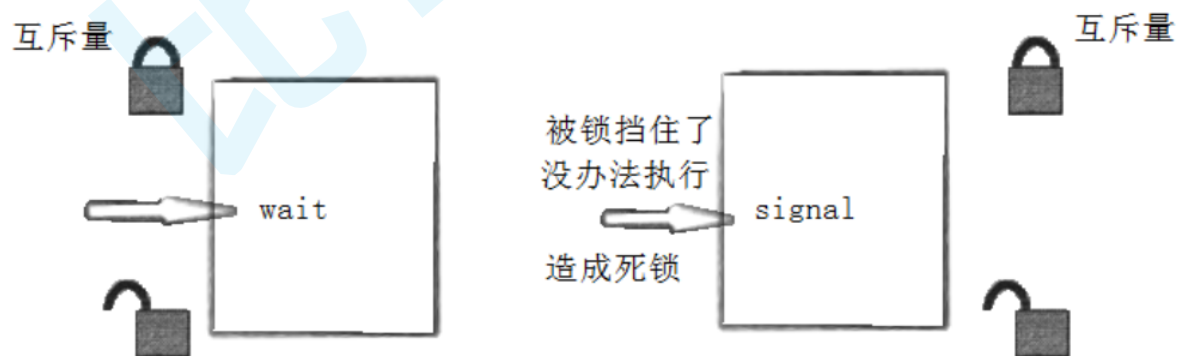 互斥量
互斥量
被锁挡住了
没办法执行
wait
signal
造成死锁